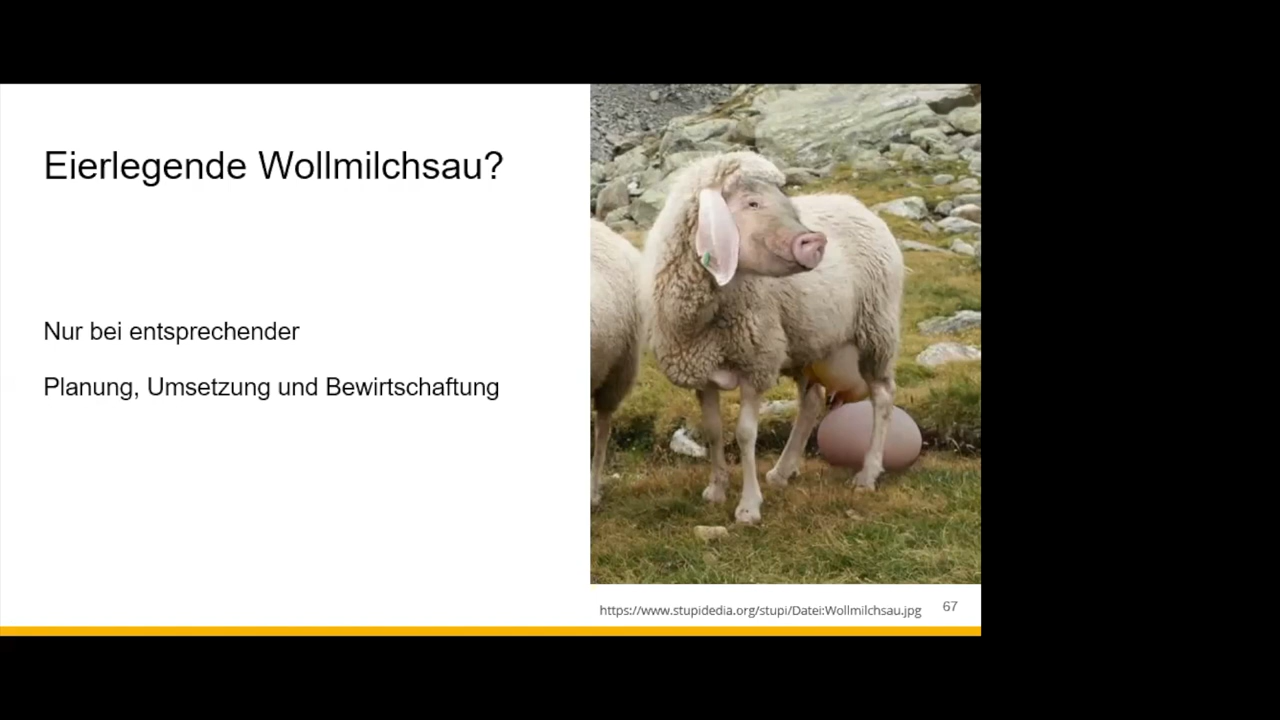 Eierlegende Wollmilchsau?
Nur bei entsprechender
Planung, Umsetzung und Bewirtschaftung
https://www.stupidedia.org/stupi/Datei:Wollmilchsau.jpg
67